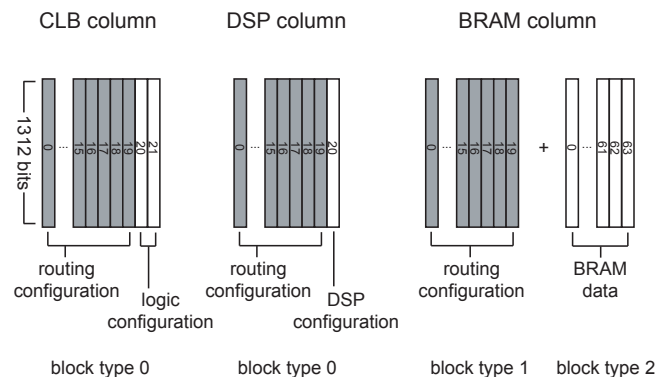 CLB column
DSP column
BRAM column
1312 bits
0
...
15
16
17
18
19
20
21
0
...
15
16
17
18
19
20
0
...
15
16
17
18
19
+
0
...
61
62
63
routing
configuration
logic
configuration
routing
configuration
DSP
configuration
routing
configuration
BRAM
data
block type 0
block type 0
block type 1
block type 2